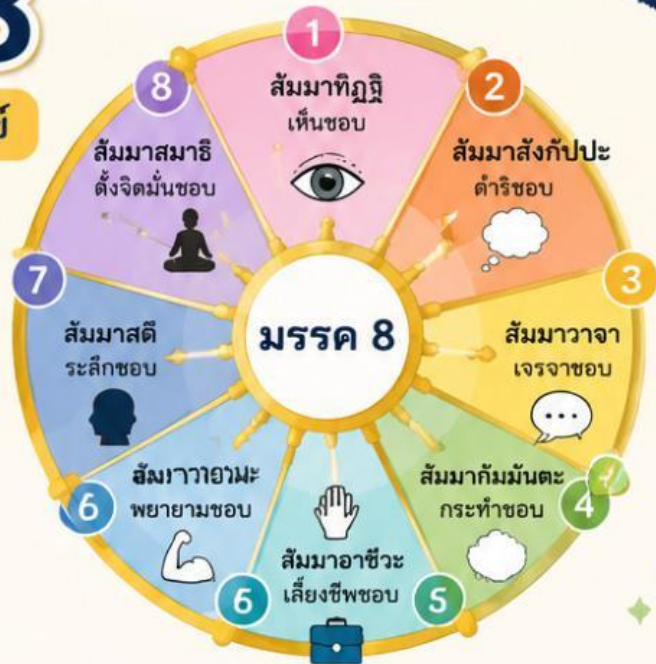 8
ย์
1
สัมมาทิฏฐิ
เห็นชอบ
2
สัมมาสังกัปปะ
ดำริชอบ
3
สัมมาวาจา
เจรจาชอบ
4
สัมมากัมมันตะ
กระทำชอบ
5
สัมมาอาชีวะ
เลี้ยงชีพชอบ
6
6
พยายามชอบ
7
สัมมาสติ
ระลึกชอบ
8
สัมมาสมาธิ
ตั้งจิตมั่นชอบ
มรรค 8